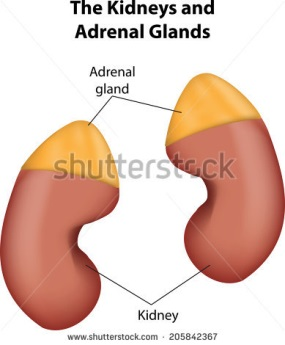 The Kidneys and
Adrenal Glands
Adrenal
gland
shutterstock
Kidney
www.shutterstock.com · 205842367